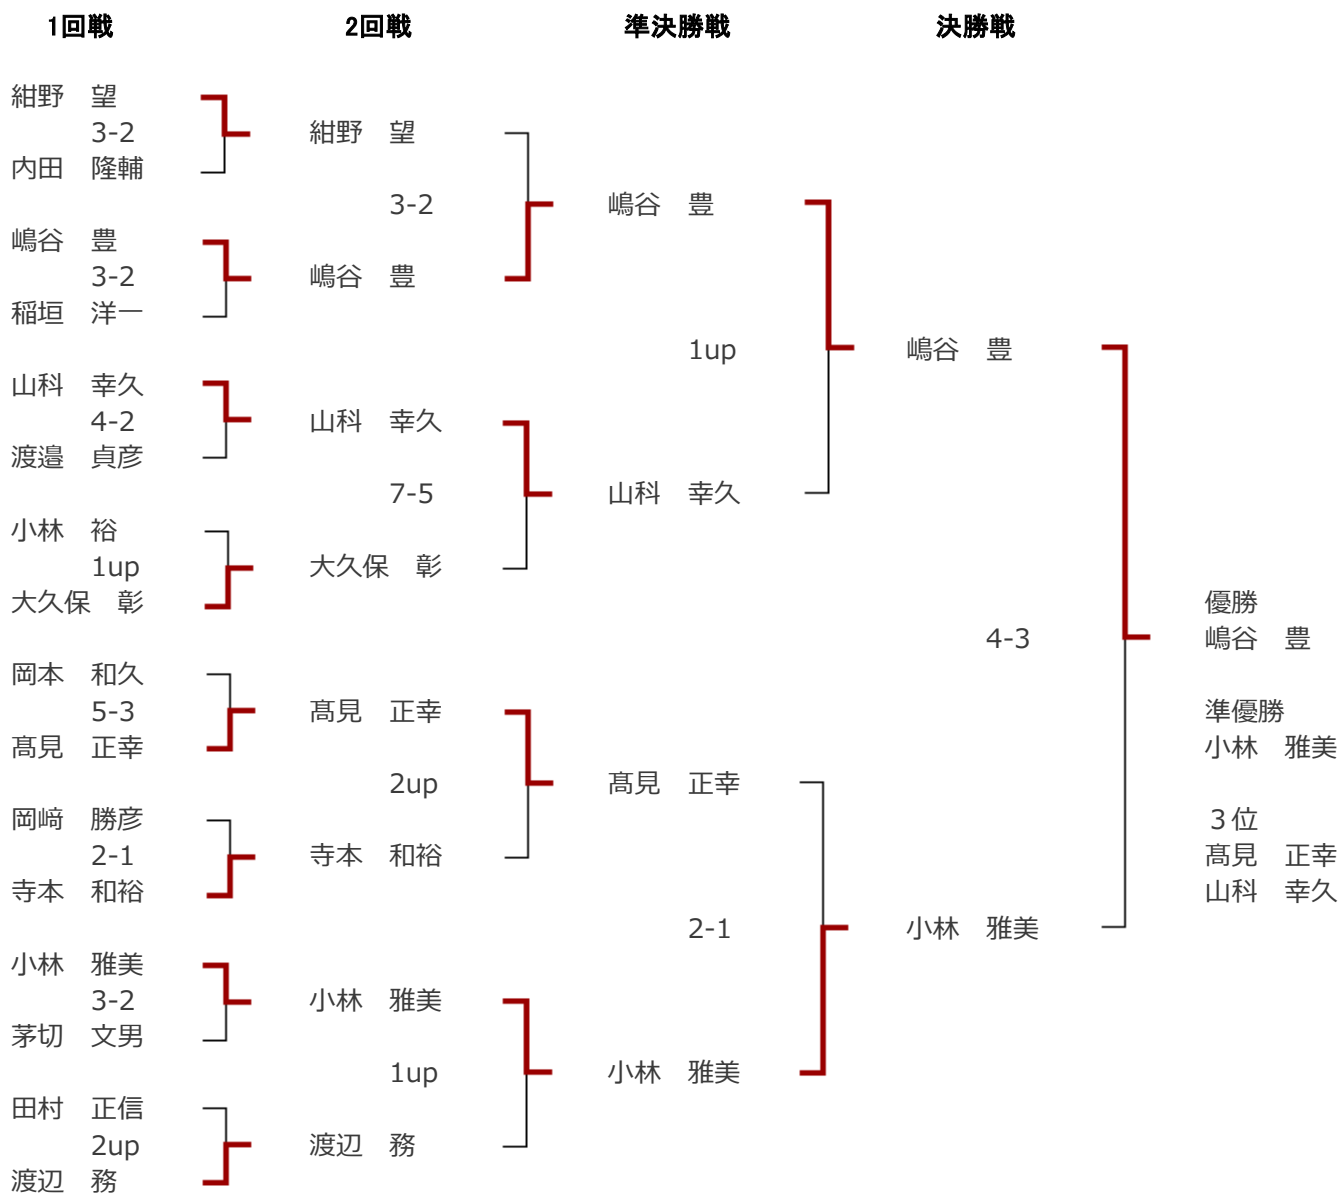 1回戦
2回戦
準決勝戦
決勝戦
紺野　望
3-2
内田　隆輔
嶋谷　豊
3-2
稲垣　洋一
山科　幸久
4-2
渡邉　貞彦
小林　裕
1up
大久保　彰
岡本　和久
5-3
髙見　正幸
岡﨑　勝彦
2-1
寺本　和裕
小林　雅美
3-2
茅切　文男
田村　正信
2up
渡辺　務
紺野　望
3-2
嶋谷　豊
山科　幸久
7-5
大久保　彰
髙見　正幸
2up
寺本　和裕
小林　雅美
1up
渡辺　務
嶋谷　豊
1up
山科　幸久
髙見　正幸
2-1
小林　雅美
嶋谷　豊
4-3
小林　雅美
優勝
嶋谷　豊
準優勝
小林　雅美
３位
髙見　正幸
山科　幸久